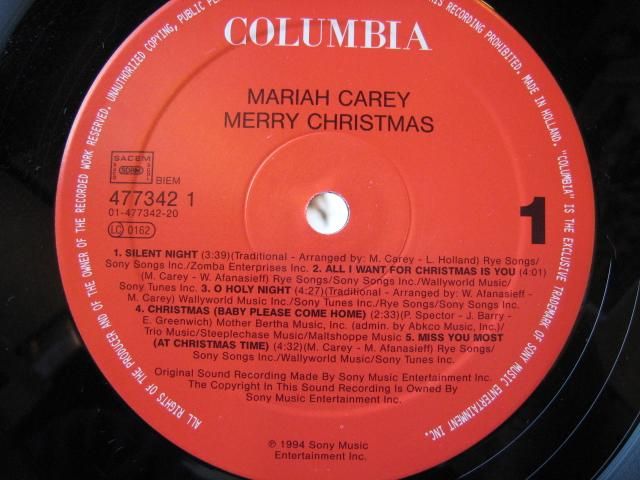 COLUMBIA
MARIAH CAREY
MERRY CHRISTMAS
SACEM
SDRM
BIEM
477342 1
01-477342-20
LC 0162
1
1. SILENT NIGHT (3:39)(Traditional - Arranged by: M. Carey - L. Holland) Rye Songs/
Sony Songs Inc./Zomba Enterprises Inc. 2. ALL I WANT FOR CHRISTMAS IS YOU (4:01)
(M. Carey - W. Afanasieff) Rye Songs/Sony Songs Inc./Wallyworld Music Inc./
Sony Tunes Inc. 3. O HOLY NIGHT (4:27)(Traditional - Arranged by: W. Afanasieff -
M. Carey) Wallyworld Music Inc./Sony Tunes Inc./Rye Songs/Sony Songs Inc.
4. CHRISTMAS (BABY PLEASE COME HOME) (2:33)(P. Spector - J. Barry -
E. Greenwich) Mother Bertha Music, Inc. (admin. by Abkco Music, Inc.)/
Trio Music/Steeplechase Music/Maltshoppe Music 5. MISS YOU MOST
(AT CHRISTMAS TIME) (4:32)(M. Carey - M. Afanasieff) Rye Songs/
Sony Songs Inc./Wallyworld Music/Sony Tunes Inc.
Original Sound Recording Made By Sony Music Entertainment Inc.
The Copyright In This Sound Recording Is Owned By
Sony Music Entertainment Inc.
℗ 1994 Sony Music
Entertainment Inc.
ALL RIGHTS OF THE PRODUCER AND OF THE OWNER OF THE RECORDED WORK RESERVED. UNAUTHORIZED COPYING, PUBLIC
THIS RECORDING PROHIBITED. MADE IN HOLLAND. "COLUMBIA" IS THE EXCLUSIVE TRADEMARK OF SONY MUSIC ENTERTAINMENT INC.